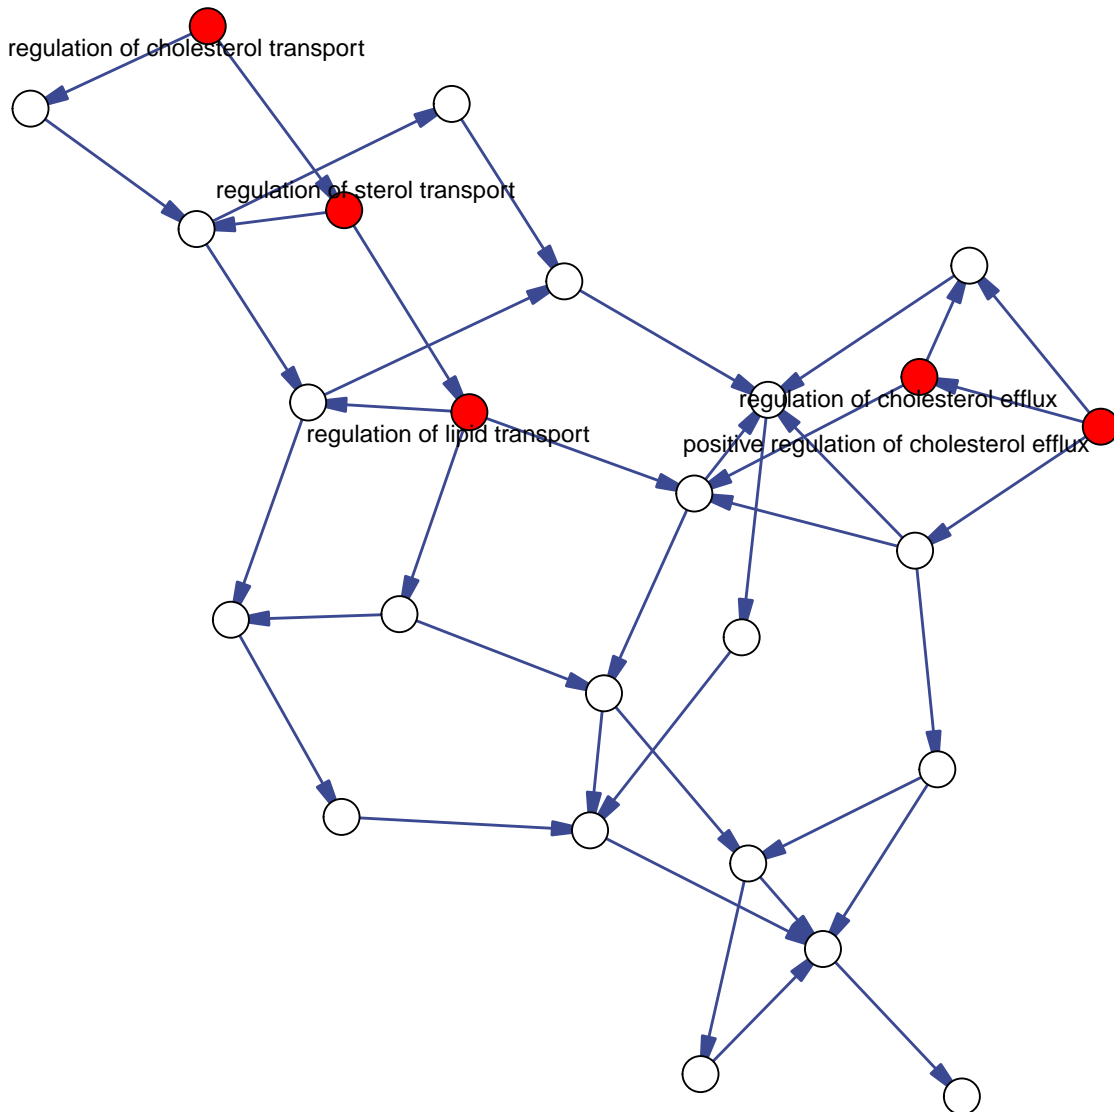 regulation of cholesterol transport
regulation of sterol transport
regulation of cholesterol efflux
regulation of lipid transport
positive regulation of cholesterol efflux